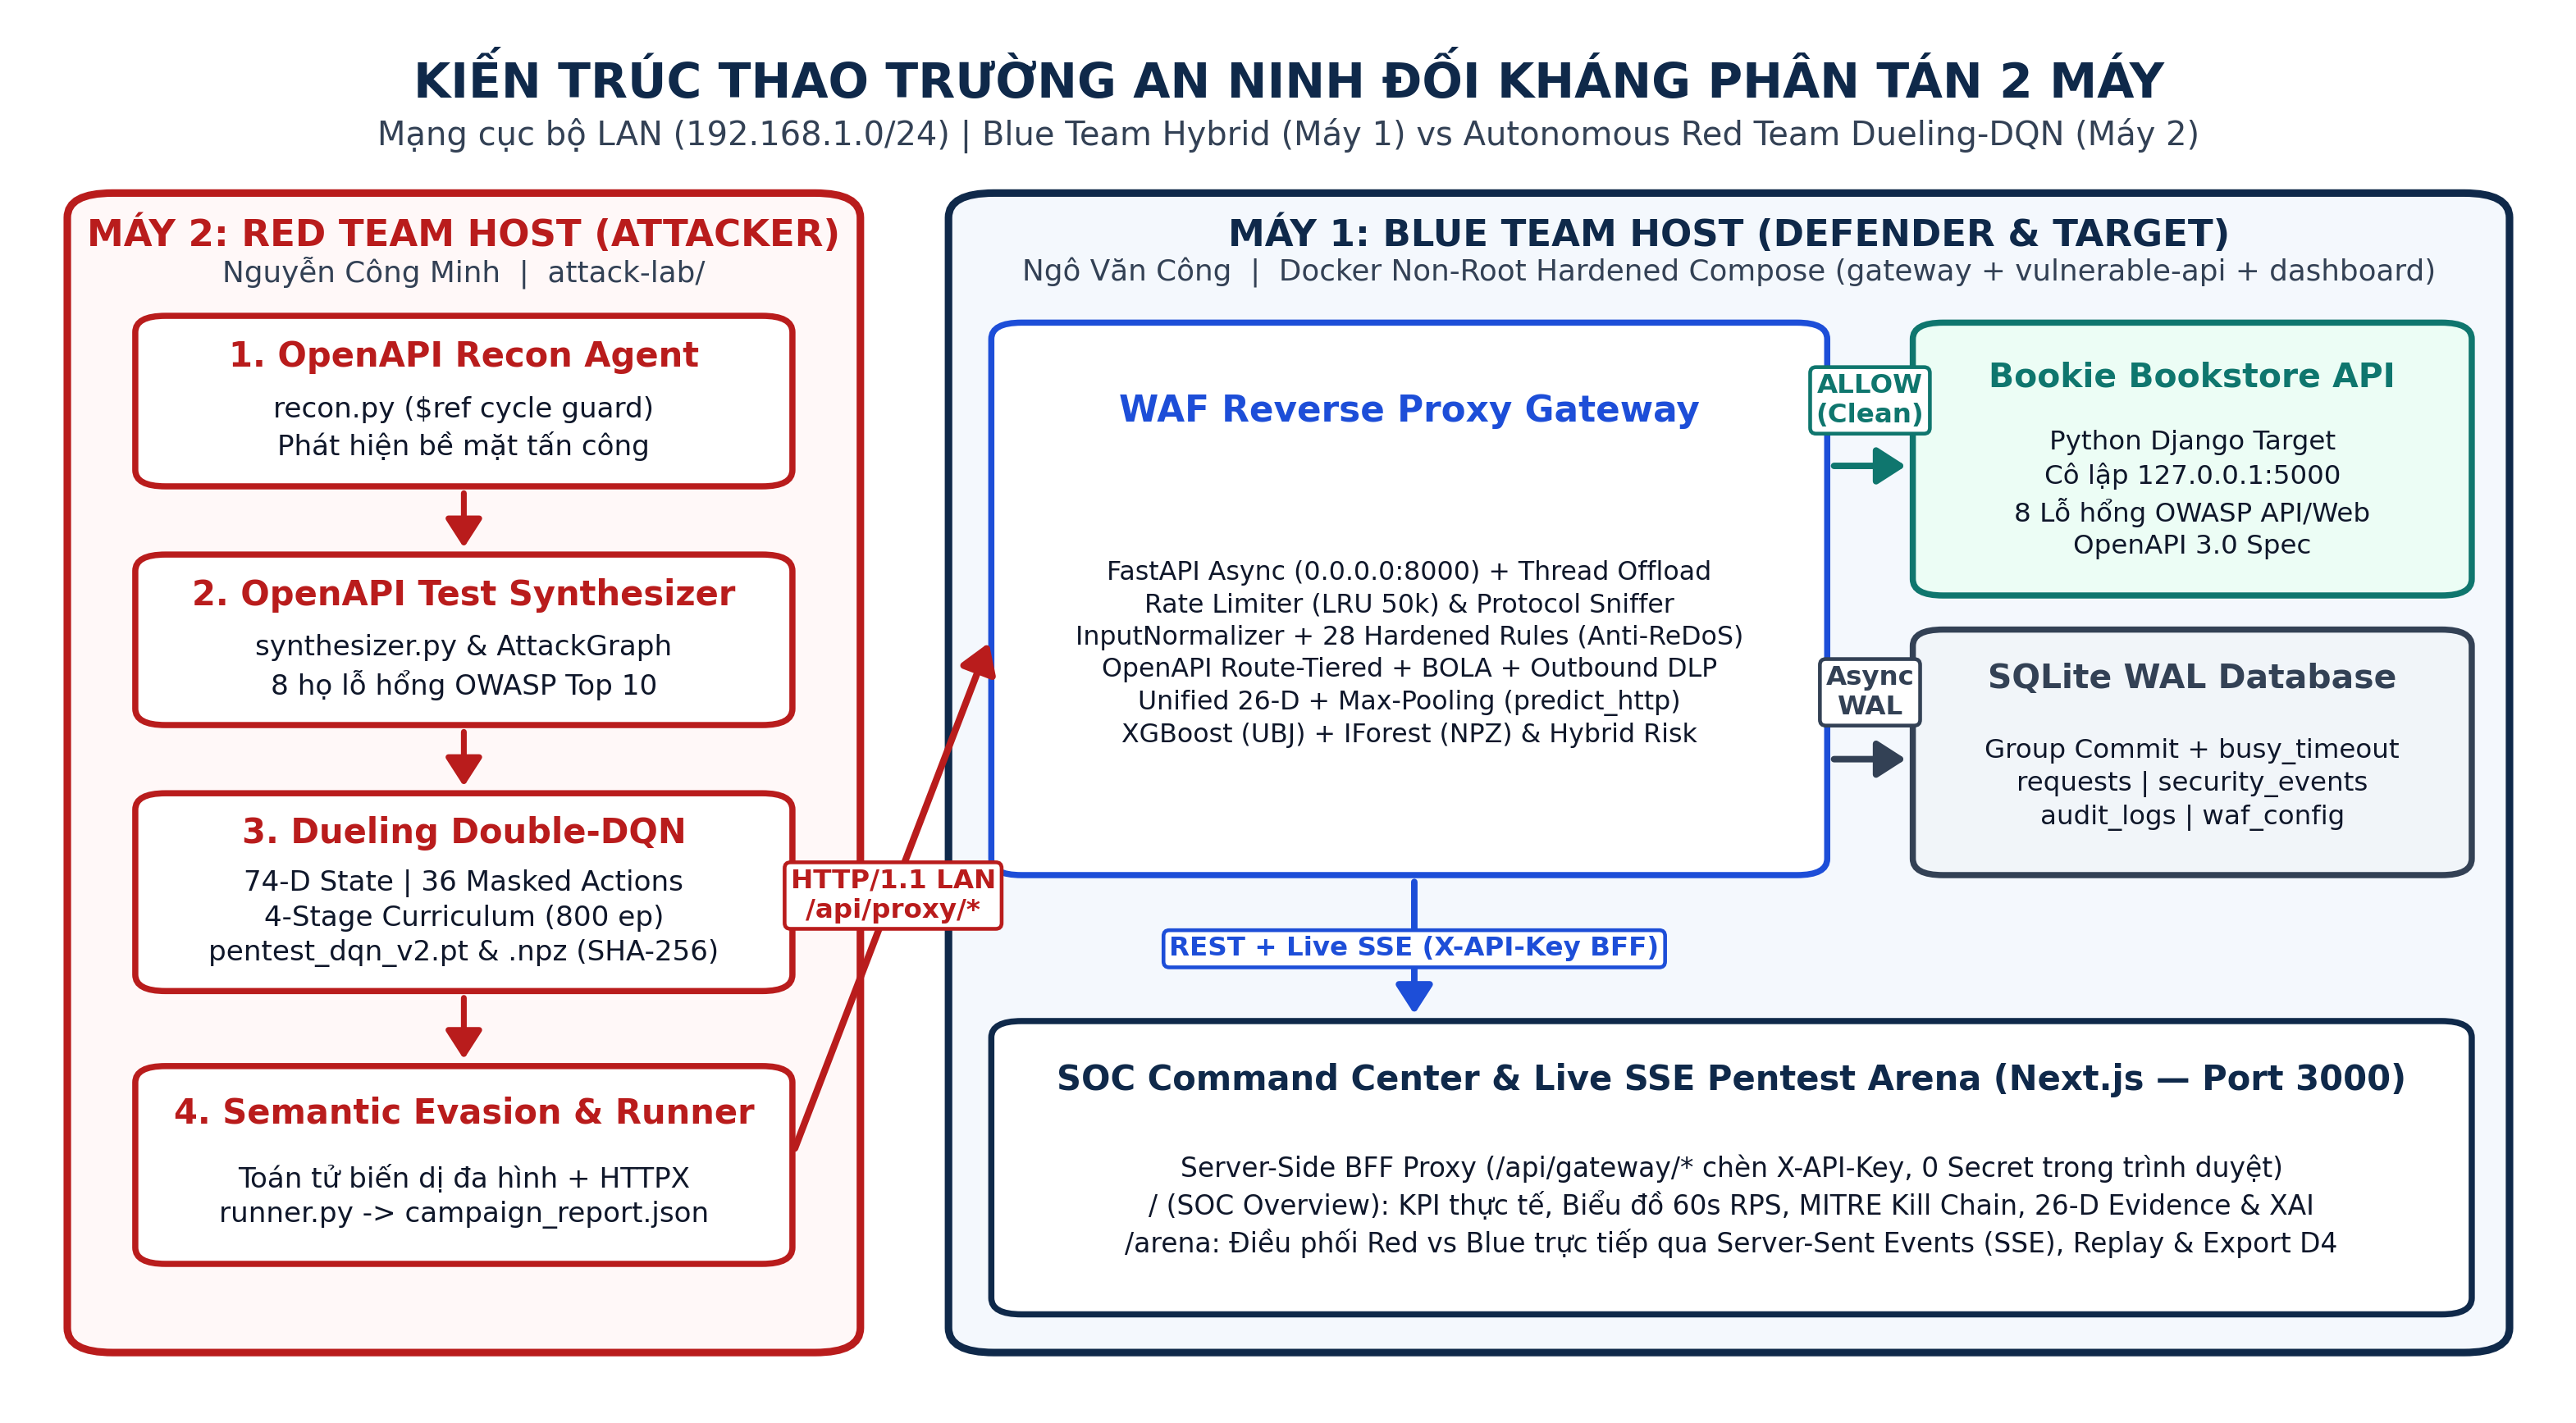 KIẾN TRÚC THAO TRƯỜNG AN NINH ĐỐI KHÁNG PHÂN TÁN 2 MÁY
Mạng cục bộ LAN (192.168.1.0/24) | Blue Team Hybrid (Máy 1) vs Autonomous Red Team Dueling-DQN (Máy 2)
MÁY 2: RED TEAM HOST (ATTACKER)
Nguyễn Công Minh | attack-lab/
1. OpenAPI Recon Agent
recon.py ($ref cycle guard)
Phát hiện bề mặt tấn công
2. OpenAPI Test Synthesizer
synthesizer.py & AttackGraph
8 họ lỗ hổng OWASP Top 10
3. Dueling Double-DQN
74-D State | 36 Masked Actions
4-Stage Curriculum (800 ep)
pentest_dqn_v2.pt & .npz (SHA-256)
4. Semantic Evasion & Runner
Toán tử biến dị đa hình + HTTPX
runner.py -> campaign_report.json
HTTP/1.1 LAN
/api/proxy/*
MÁY 1: BLUE TEAM HOST (DEFENDER & TARGET)
Ngô Văn Công | Docker Non-Root Hardened Compose (gateway + vulnerable-api + dashboard)
WAF Reverse Proxy Gateway
FastAPI Async (0.0.0.0:8000) + Thread Offload
Rate Limiter (LRU 50k) & Protocol Sniffer
InputNormalizer + 28 Hardened Rules (Anti-ReDoS)
OpenAPI Route-Tiered + BOLA + Outbound DLP
Unified 26-D + Max-Pooling (predict_http)
XGBoost (UBJ) + IForest (NPZ) & Hybrid Risk
ALLOW
(Clean)
Bookie Bookstore API
Python Django Target
Cô lập 127.0.0.1:5000
8 Lỗ hổng OWASP API/Web
OpenAPI 3.0 Spec
Async
WAL
SQLite WAL Database
Group Commit + busy_timeout
requests | security_events
audit_logs | waf_config
REST + Live SSE (X-API-Key BFF)
SOC Command Center & Live SSE Pentest Arena (Next.js — Port 3000)
Server-Side BFF Proxy (/api/gateway/* chèn X-API-Key, 0 Secret trong trình duyệt)
/ (SOC Overview): KPI thực tế, Biểu đồ 60s RPS, MITRE Kill Chain, 26-D Evidence & XAI
/arena: Điều phối Red vs Blue trực tiếp qua Server-Sent Events (SSE), Replay & Export D4